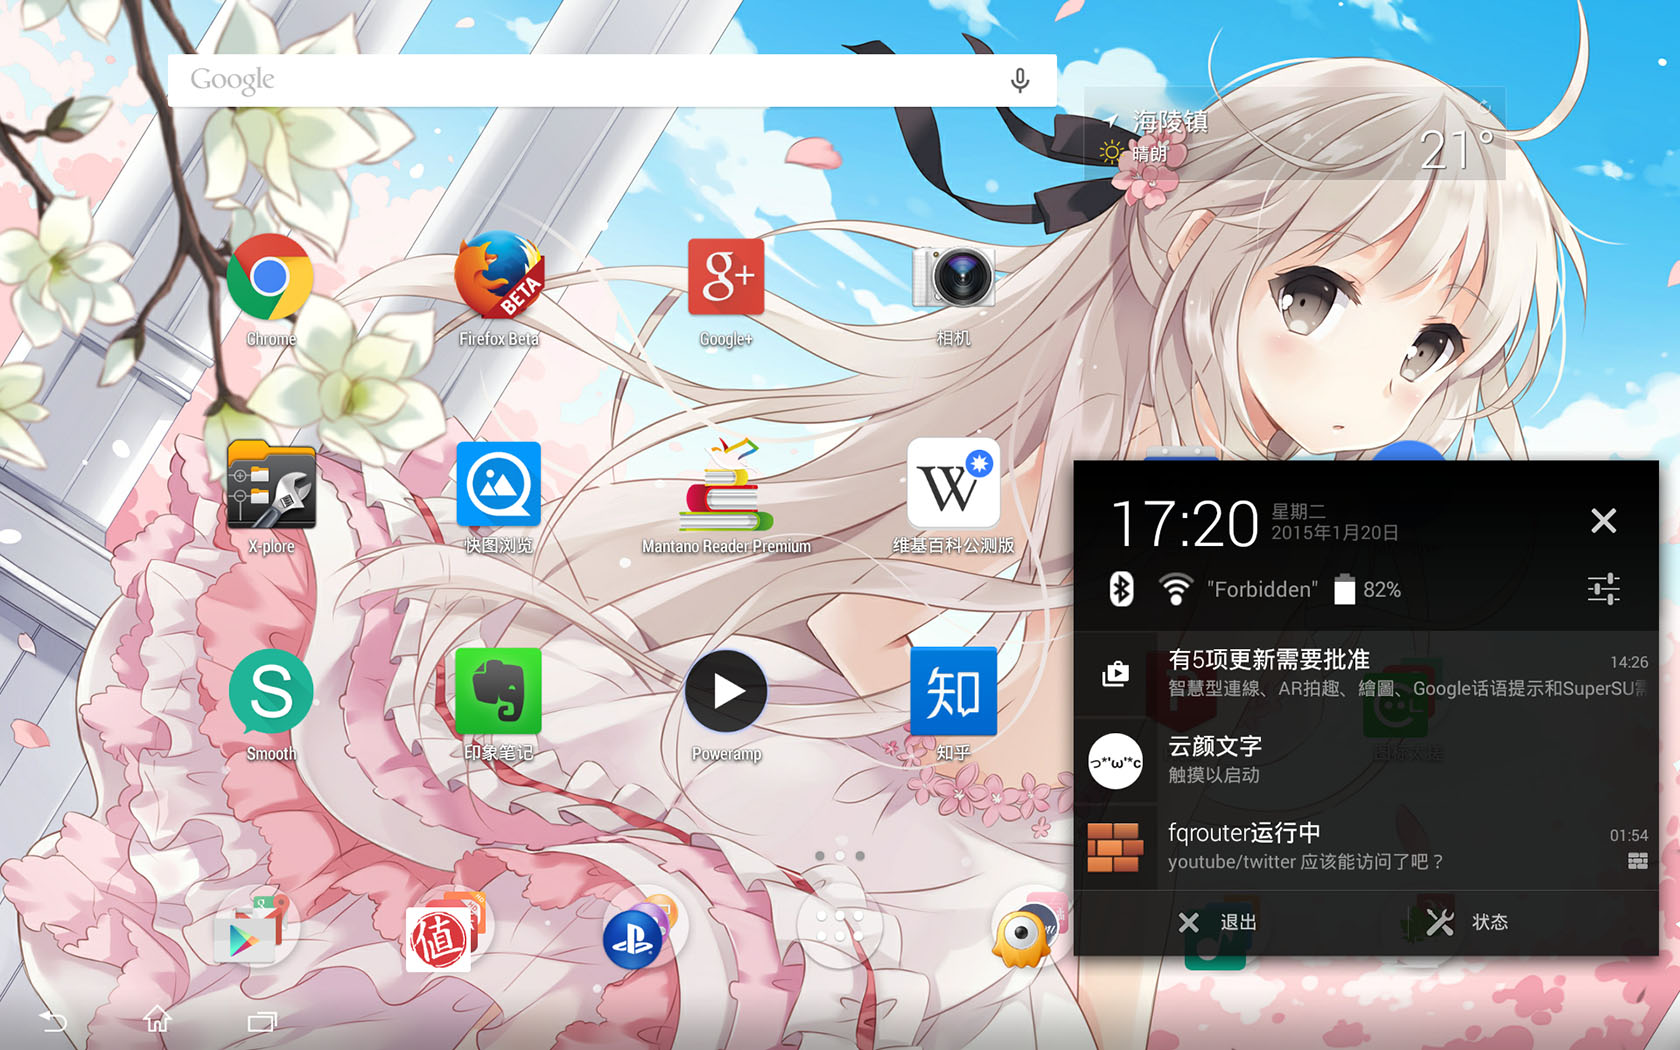 Google
海陵镇
晴朗
21°
Chrome
Firefox Beta
BETA
g+
Google+
相机
X-plore
快图浏览
Mantano Reader Premium
W
维基百科公测版
S
Smooth
印象笔记
Poweramp
知
知乎
值
17:20
星期二
2015年1月20日
"Forbidden"
82%
有5项更新需要批准
14:26
智慧型連線、AR拍趣、繪圖、Google话语提示和SuperSU需
云颜文字
触摸以启动
っ*'ω'*c
fqrouter运行中
01:54
youtube/twitter 应该能访问了吧？
退出
状态